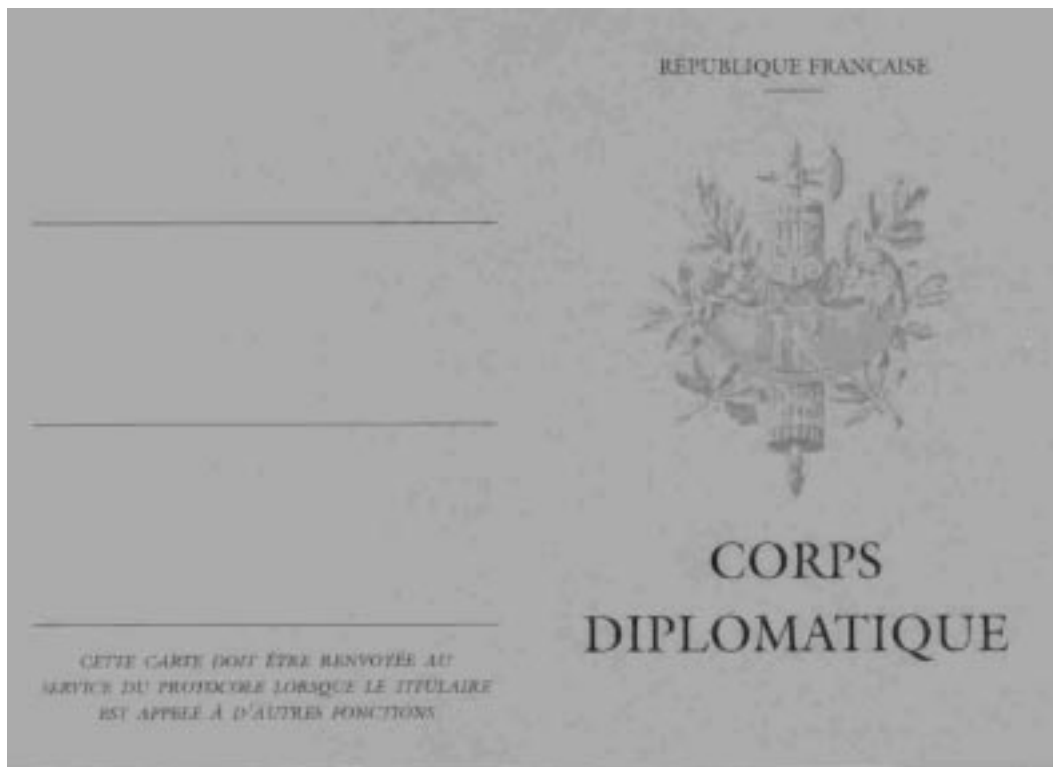 RÉPUBLIQUE FRANÇAISE
CORPS
DIPLOMATIQUE
CETTE CARTE DOIT ÊTRE RENVOYÉE AU
SERVICE DU PROTOCOLE LORSQUE LE TITULAIRE
EST APPELÉ À D'AUTRES FONCTIONS